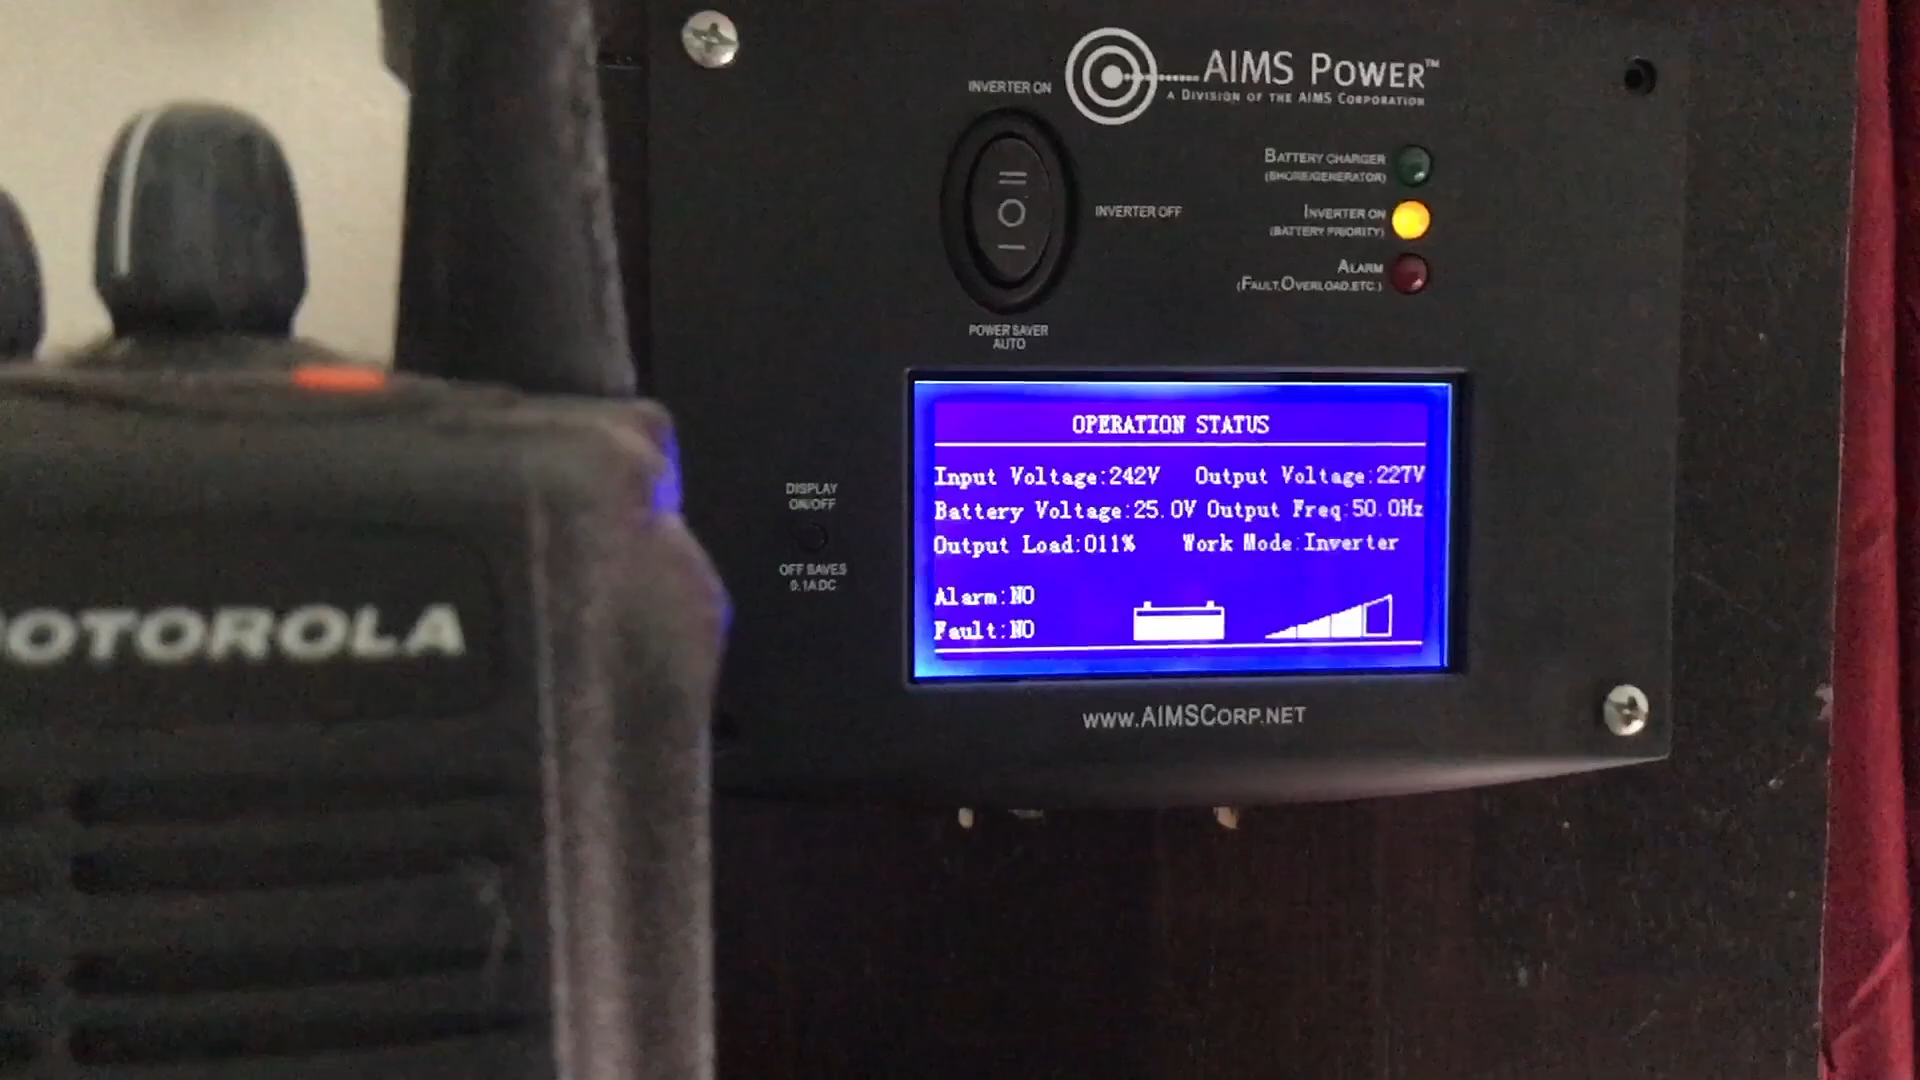 AIMS POWER™
A DIVISION OF THE AIMS CORPORATION
INVERTER ON
INVERTER OFF
POWER SAVER
AUTO
BATTERY CHARGER
(SHORE/GENERATOR)
INVERTER ON
(BATTERY PRIORITY)
ALARM
(FAULT,OVERLOAD,ETC.)
DISPLAY
ON/OFF
OFF SAVES
0.1A DC
OPERATION STATUS
Input Voltage:242V Output Voltage:227V
Battery Voltage:25.0V Output Freq:50.0Hz
Output Load:011% Work Mode:Inverter
Alarm:NO
Fault:NO
WWW.AIMSCORP.NET
OTOROLA